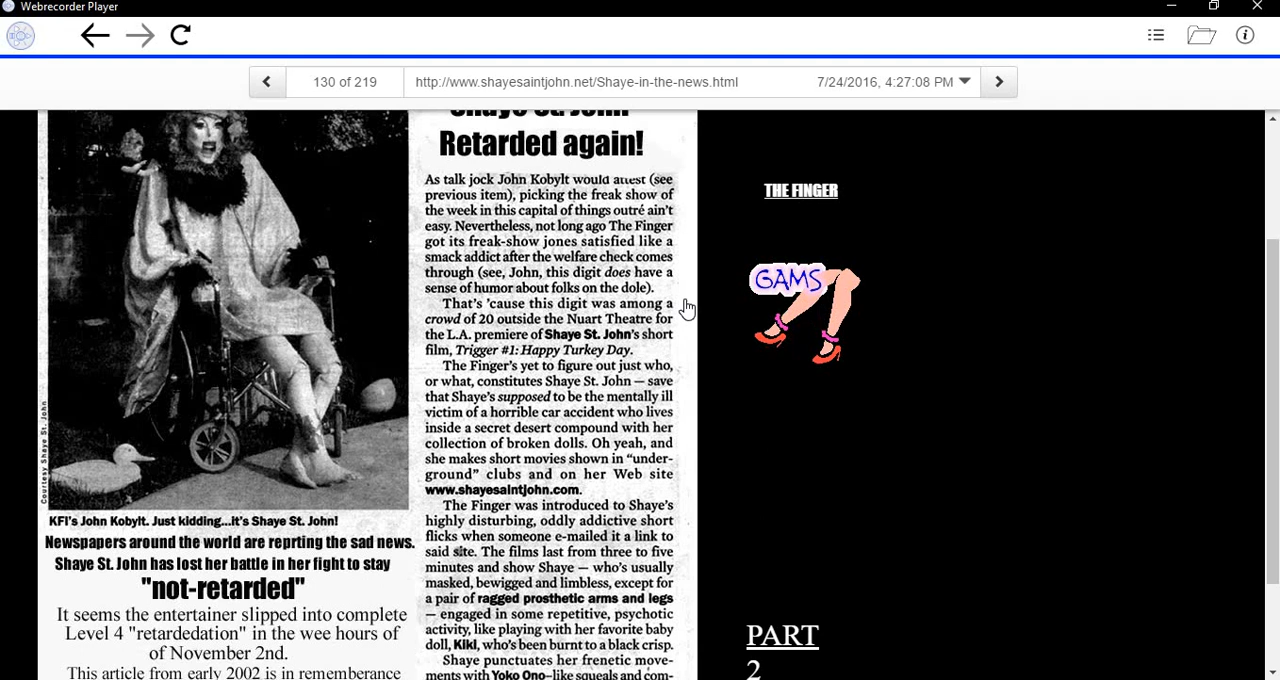 Webrecorder Player
130 of 219
http://www.shayesaintjohn.net/Shaye-in-the-news.html
7/24/2016, 4:27:08 PM
Shaye St. John
Retarded again!
As talk jock John Kobylt would attest (see
previous item), picking the freak show of
the week in this capital of things outré ain't
easy. Nevertheless, not long ago The Finger
got its freak-show jones satisfied like a
smack addict after the welfare check comes
through (see, John, this digit does have a
sense of humor about folks on the dole).
That's 'cause this digit was among a
crowd of 20 outside the Nuart Theatre for
the L.A. premiere of Shaye St. John's short
film, Trigger #1: Happy Turkey Day.
The Finger's yet to figure out just who,
or what, constitutes Shaye St. John — save
that Shaye's supposed to be the mentally ill
victim of a horrible car accident who lives
inside a secret desert compound with her
collection of broken dolls. Oh yeah, and
she makes short movies shown in "under-
ground" clubs and on her Web site
www.shayesaintjohn.com.
The Finger was introduced to Shaye's
highly disturbing, oddly addictive short
flicks when someone e-mailed it a link to
said site. The films last from three to five
minutes and show Shaye — who's usually
masked, bewigged and limbless, except for
a pair of ragged prosthetic arms and legs
— engaged in some repetitive, psychotic
activity, like playing with her favorite baby
doll, Kiki, who's been burnt to a black crisp.
Shaye punctuates her frenetic move-
ments with Yoko Ono–like squeals and com-
Courtesy Shaye St. John
KFI's John Kobylt. Just kidding...it's Shaye St. John!
Newspapers around the world are reprting the sad news.
Shaye St. John has lost her battle in her fight to stay
"not-retarded"
It seems the entertainer slipped into complete
Level 4 "retardedation" in the wee hours of
of November 2nd.
This article from early 2002 is in remembrance
THE FINGER
GAMS
PART
2